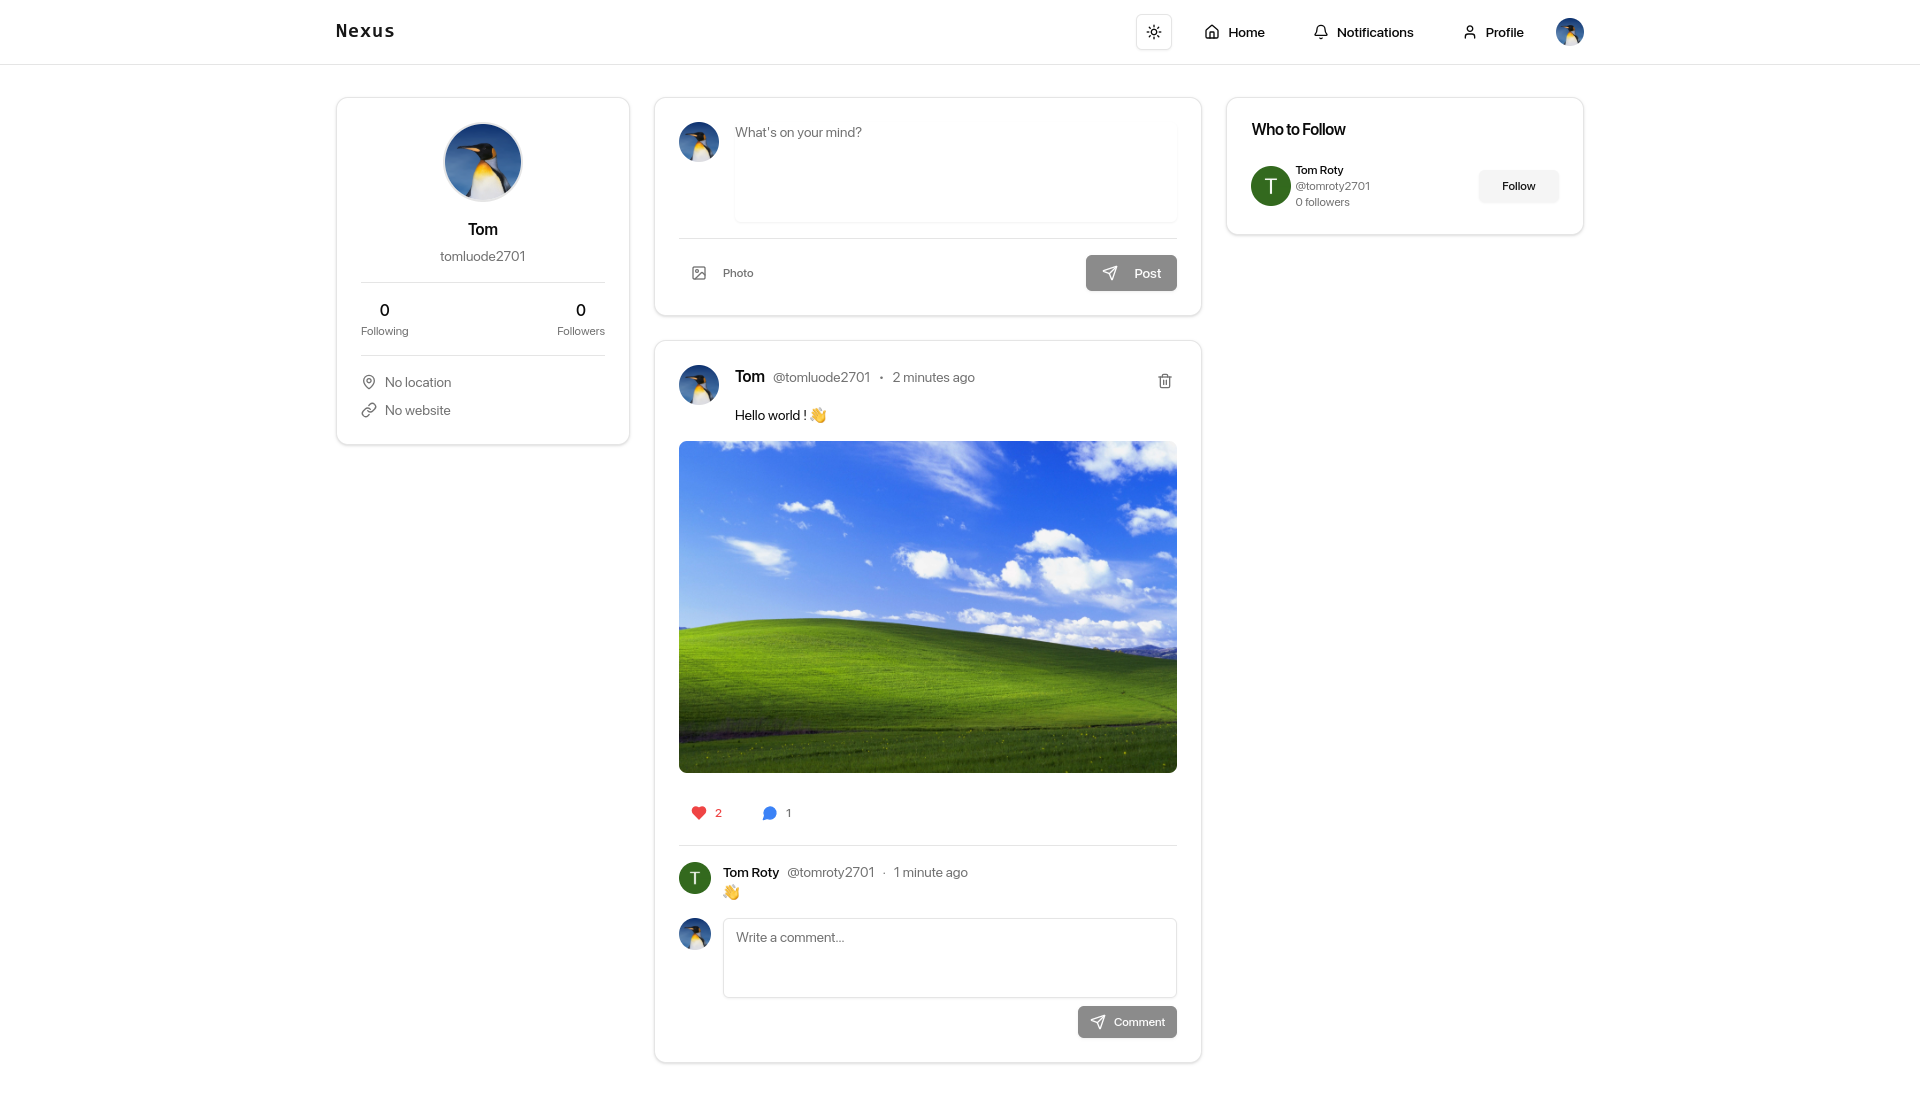 Nexus
Home
Notifications
Profile
Tom
tomluode2701
0
Following
0
Followers
No location
No website
What's on your mind?
Photo
Post
Tom @tomluode2701 • 2 minutes ago
Hello world ! 👋
2
1
T
Tom Roty @tomroty2701 · 1 minute ago
👋
Write a comment...
Comment
Who to Follow
T
Tom Roty
@tomroty2701
0 followers
Follow